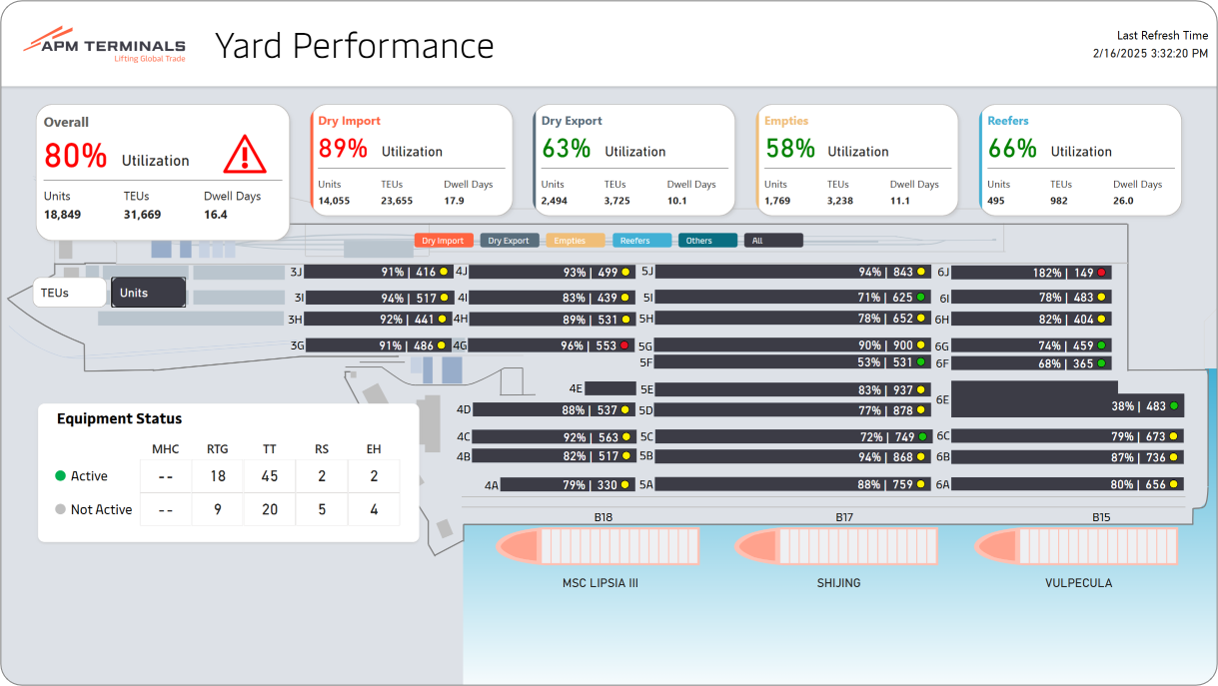 APM TERMINALS
Lifting Global Trade
Yard Performance
Last Refresh Time
2/16/2025 3:32:20 PM
Overall
80% Utilization
Units TEUs Dwell Days
18,849 31,669 16.4
Dry Import
89% Utilization
Units TEUs Dwell Days
14,055 23,655 17.9
Dry Export
63% Utilization
Units TEUs Dwell Days
2,494 3,725 10.1
Empties
58% Utilization
Units TEUs Dwell Days
1,769 3,238 11.1
Reefers
66% Utilization
Units TEUs Dwell Days
495 982 26.0
Dry Import Dry Export Empties Reefers Others All
TEUs Units
3J 91% | 416 4J 93% | 499 5J 94% | 843 6J 182% | 149
3I 94% | 517 4I 83% | 439 5I 71% | 625 6I 78% | 483
3H 92% | 441 4H 89% | 531 5H 78% | 652 6H 82% | 404
3G 91% | 486 4G 96% | 553 5G 90% | 900 6G 74% | 459
5F 53% | 531 6F 68% | 365
4E 5E 83% | 937 6E 38% | 483
4D 88% | 537 5D 77% | 878
4C 92% | 563 5C 72% | 749 6C 79% | 673
4B 82% | 517 5B 94% | 868 6B 87% | 736
4A 79% | 330 5A 88% | 759 6A 80% | 656
Equipment Status
MHC RTG TT RS EH
Active -- 18 45 2 2
Not Active -- 9 20 5 4
B18 B17 B15
MSC LIPSIA III SHIJING VULPECULA